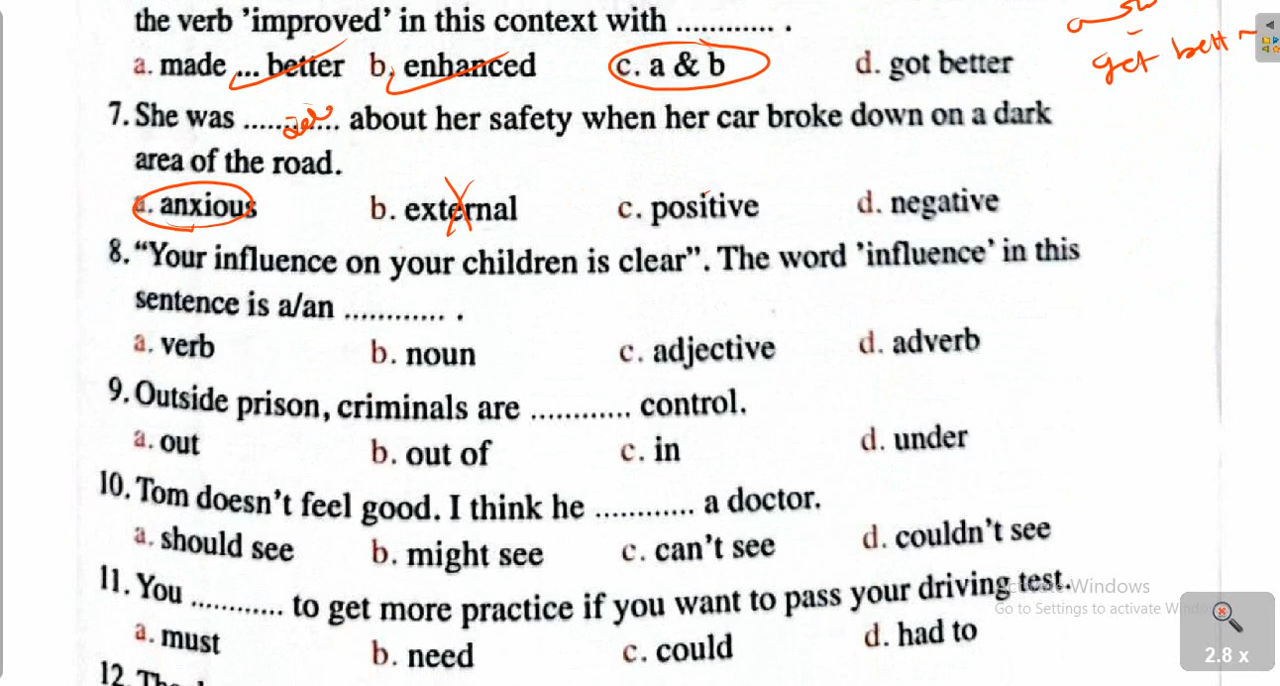 the verb 'improved' in this context with ............ .
a. made ... better b. enhanced c. a & b d. got better
get bett
7. She was ............ about her safety when her car broke down on a dark
area of the road.
a. anxious b. external c. positive d. negative
8. “Your influence on your children is clear”. The word 'influence' in this
sentence is a/an ............ .
a. verb b. noun c. adjective d. adverb
9. Outside prison, criminals are ............ control.
a. out b. out of c. in d. under
10. Tom doesn't feel good. I think he ............ a doctor.
a. should see b. might see c. can't see d. couldn't see
11. You ............ to get more practice if you want to pass your driving test.
Windows
Go to Settings to activate
a. must b. need c. could d. had to
2.8 x
12.